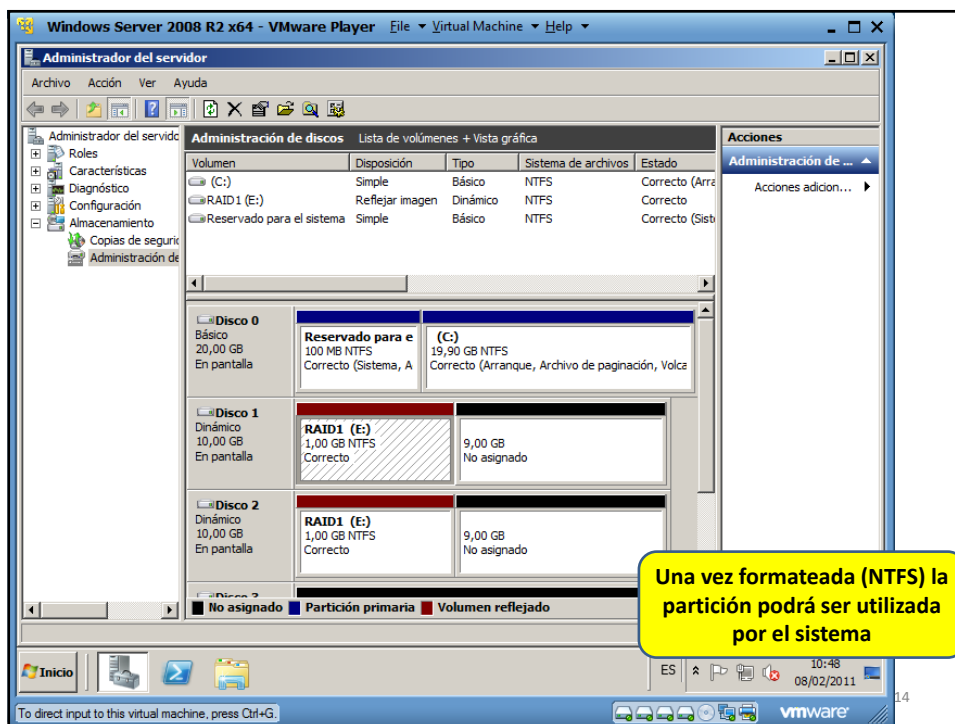 Windows Server 2008 R2 x64 - VMware Player File Virtual Machine Help
Administrador del servidor
Archivo Acción Ver Ayuda
Administrador del servido
Roles
Características
Diagnóstico
Configuración
Almacenamiento
Copias de seguric
Administración de
Administración de discos Lista de volúmenes + Vista gráfica
Volumen Disposición Tipo Sistema de archivos Estado
(C:) Simple Básico NTFS Correcto (Arra
RAID1 (E:) Reflejar imagen Dinámico NTFS Correcto
Reservado para el sistema Simple Básico NTFS Correcto (Sist
Disco 0
Básico
20,00 GB
En pantalla
Reservado para e
100 MB NTFS
Correcto (Sistema, A
(C:)
19,90 GB NTFS
Correcto (Arranque, Archivo de paginación, Volca
Disco 1
Dinámico
10,00 GB
En pantalla
RAID1 (E:)
1,00 GB NTFS
Correcto
9,00 GB
No asignado
Disco 2
Dinámico
10,00 GB
En pantalla
RAID1 (E:)
1,00 GB NTFS
Correcto
9,00 GB
No asignado
No asignado Partición primaria Volumen reflejado
Acciones
Administración de ...
Acciones adicion...
Una vez formateada (NTFS) la
partición podrá ser utilizada
por el sistema
Inicio
ES
10:48
08/02/2011
14
To direct input to this virtual machine, press Ctrl+G.
vmware